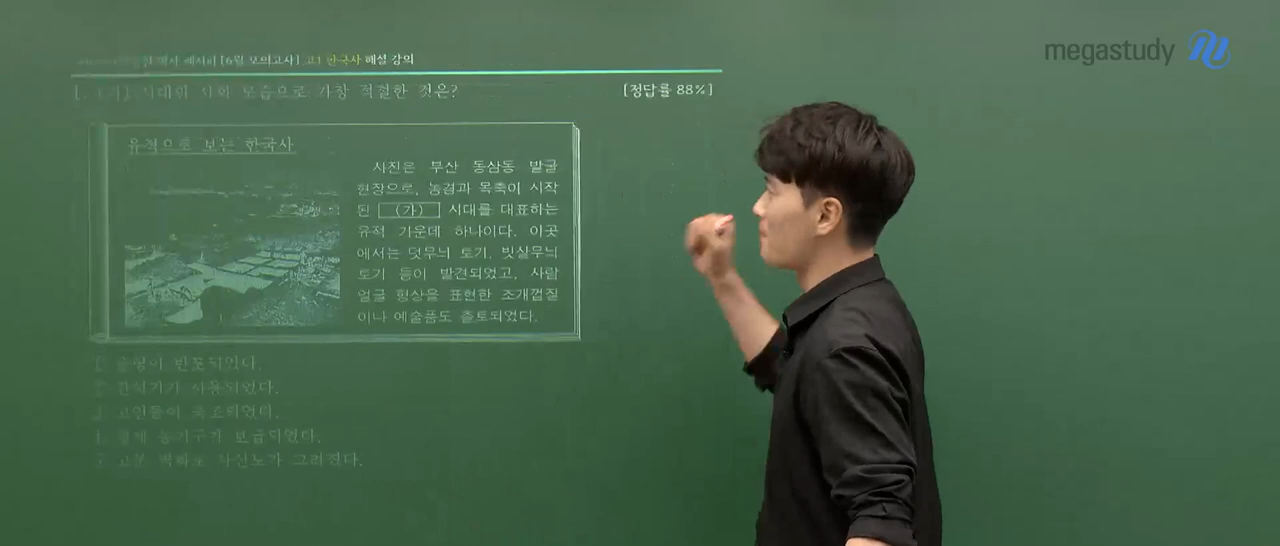 megastudy
[6월 모의고사] 고1 한국사 해설 강의
시대의 사회 모습으로 가장 적절한 것은?
[정답률 88%]
유적으로 보는 한국사
사진은 부산 동삼동 발굴
현장으로, 농경과 목축이 시작
된 (가) 시대를 대표하는
유적 가운데 하나이다. 이곳
에서는 덧무늬 토기, 빗살무늬
토기 등이 발견되었고, 사람
얼굴 형상을 표현한 조개껍질
이나 예술품도 출토되었다.
율령이 반포되었다.
간석기가 사용되었다.
고인돌이 축조되었다.
철제 농기구가 보급되었다.
고분 벽화로 사신도가 그려졌다.